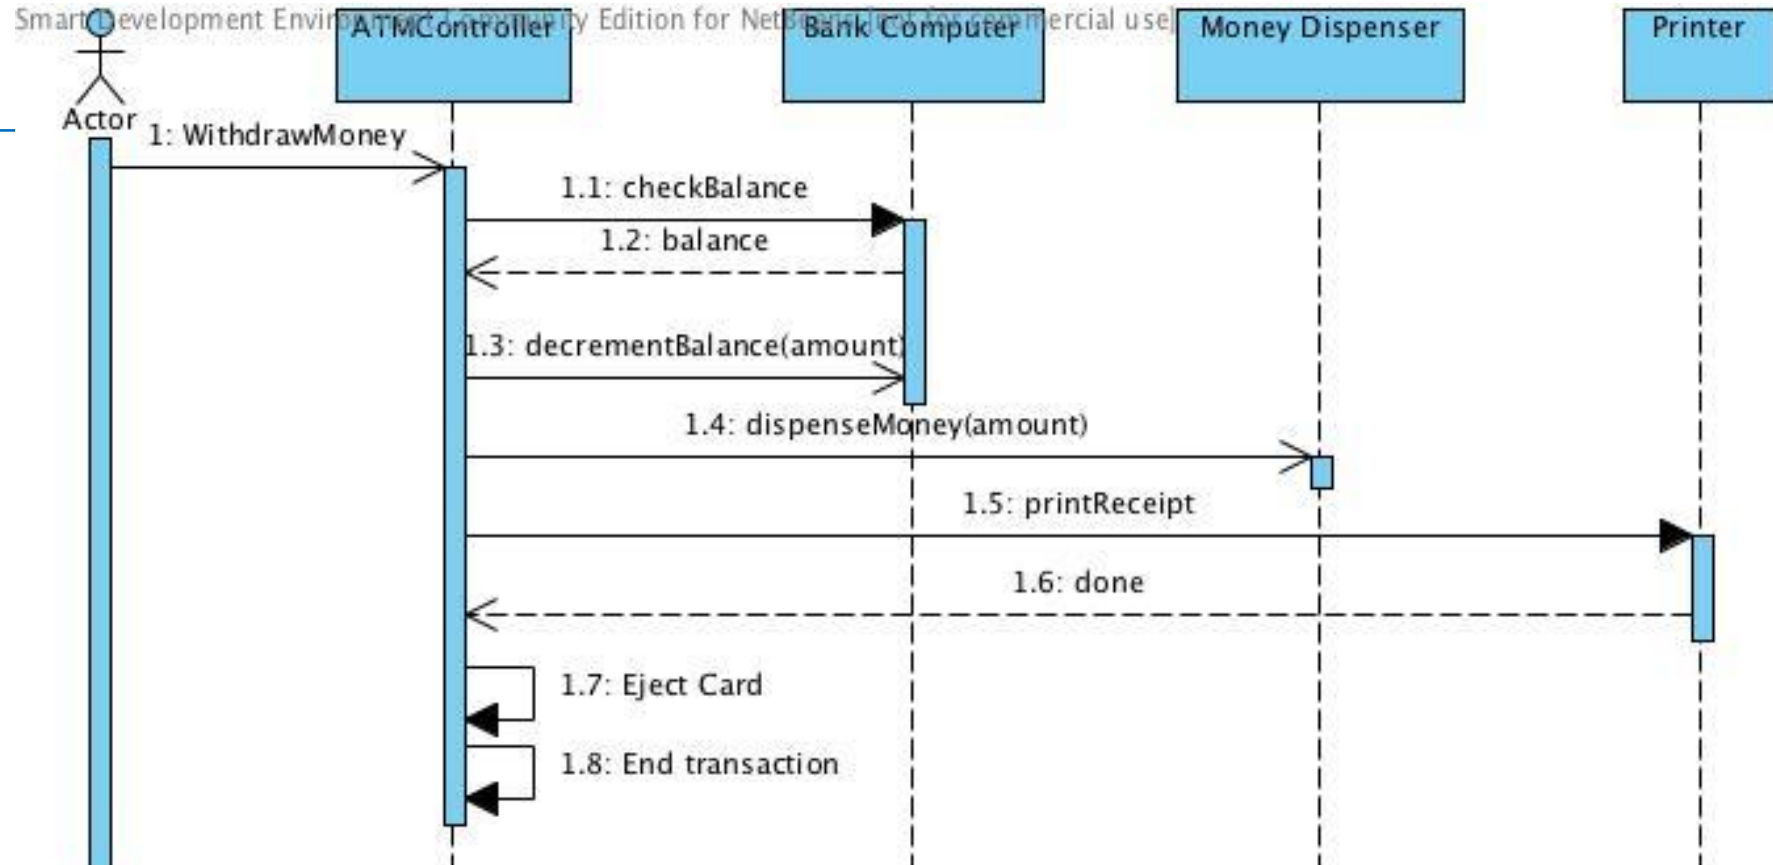 Smart Development Environment Community Edition for NetBeans [not for commercial use]
ATMController
Bank Computer
Money Dispenser
Printer
Actor
1: WithdrawMoney
1.1: checkBalance
1.2: balance
1.3: decrementBalance(amount)
1.4: dispenseMoney(amount)
1.5: printReceipt
1.6: done
1.7: Eject Card
1.8: End transaction